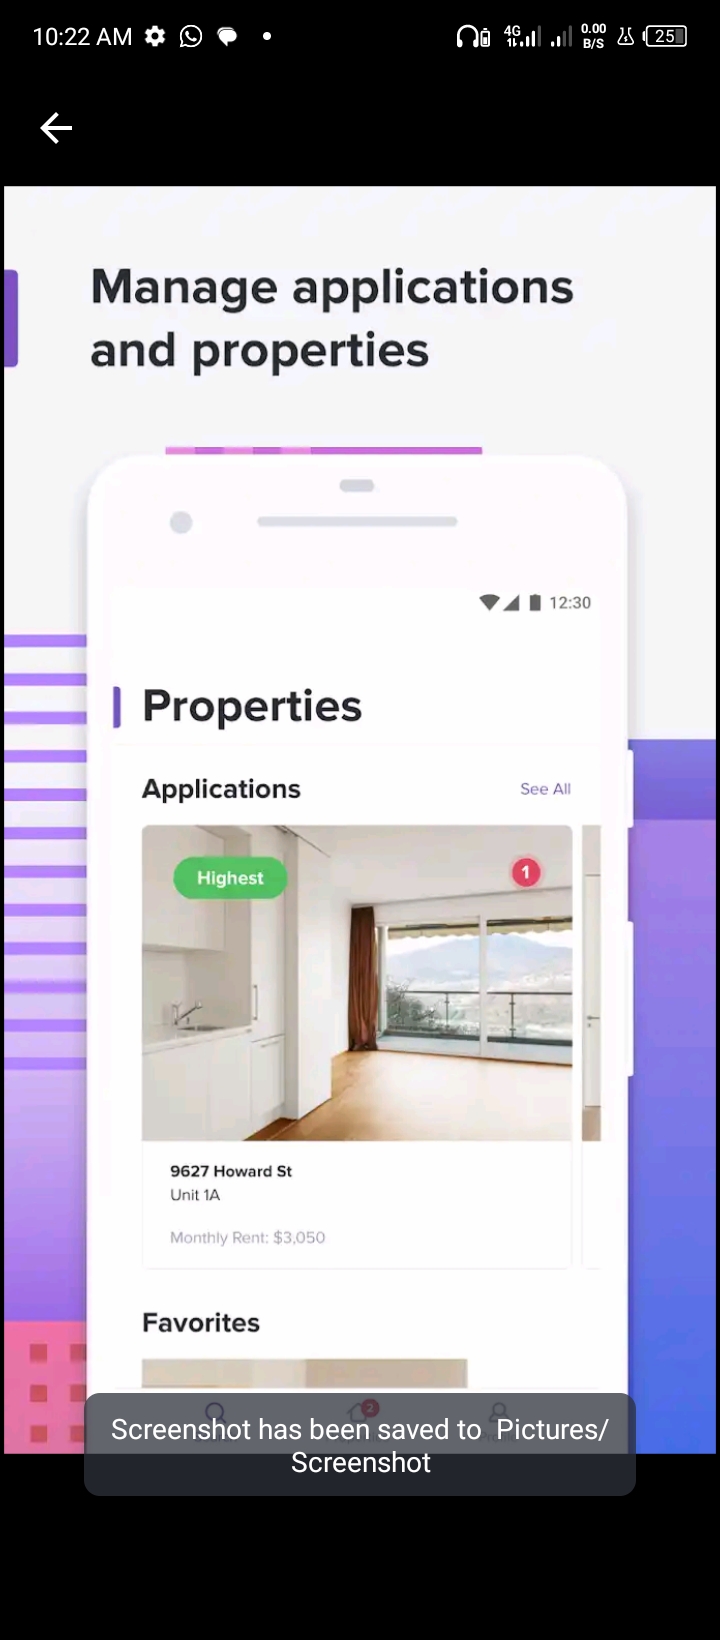 10:22 AM
4G
0.00
B/S
25
Manage applications
and properties
12:30
Properties
Applications
See All
Highest
1
9627 Howard St
Unit 1A
Monthly Rent: $3,050
Favorites
2
Screenshot has been saved to Pictures/
Screenshot